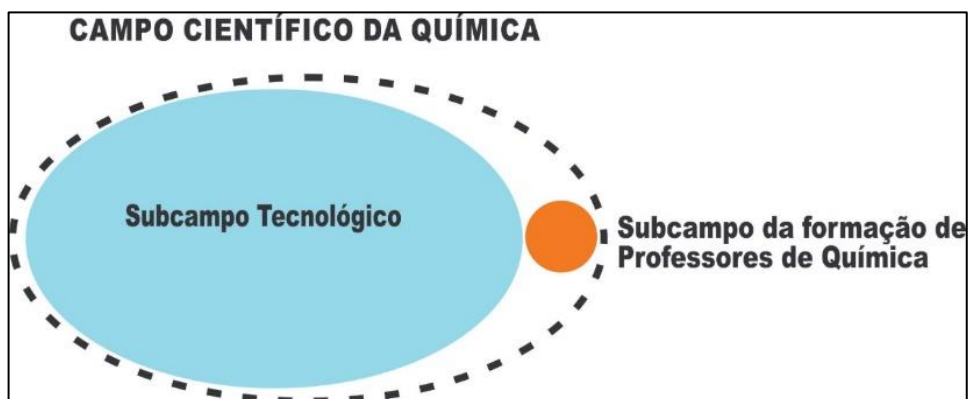 CAMPO CIENTÍFICO DA QUÍMICA
Subcampo Tecnológico
Subcampo da formação de
Professores de Química